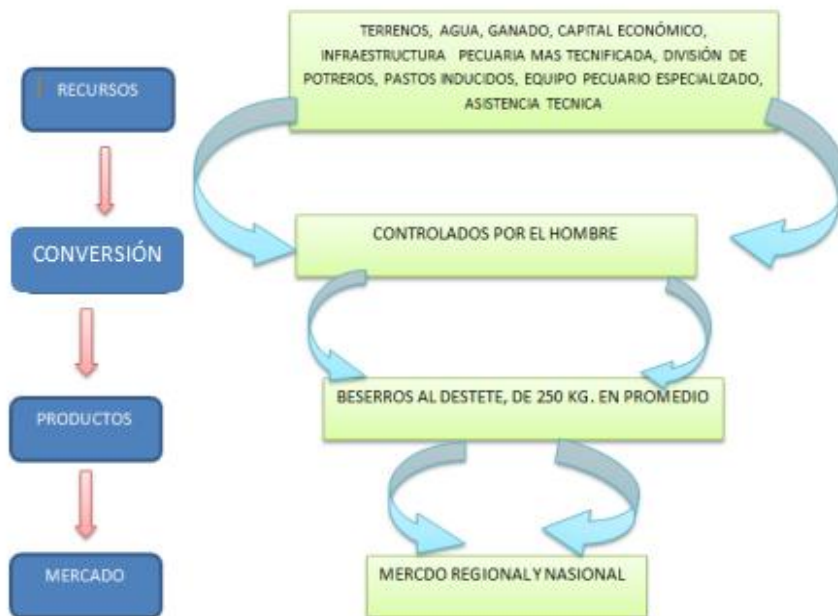 TERRENOS, AGUA, GANADO, CAPITAL ECONÓMICO,
INFRAESTRUCTURA PECUARIA MAS TECNIFICADA, DIVISIÓN DE
POTREROS, PASTOS INDUCIDOS, EQUIPO PECUARIO ESPECIALIZADO,
ASISTENCIA TECNICA
RECURSOS
CONTROLADOS POR EL HOMBRE
CONVERSIÓN
BESERROS AL DESTETE, DE 250 KG. EN PROMEDIO
PRODUCTOS
MERCADO
MERCDO REGIONAL Y NASIONAL